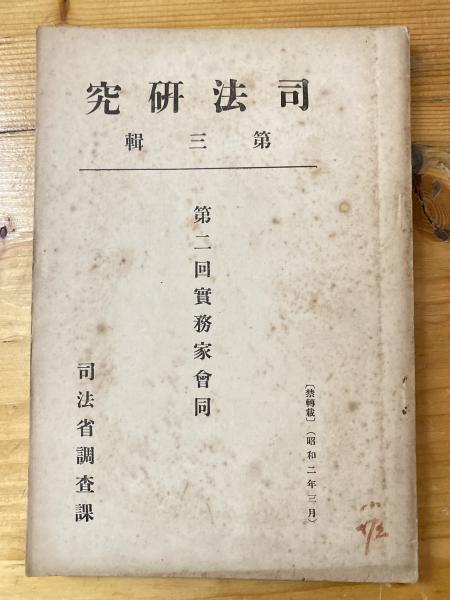 司法研究
第三輯
第二回實務家會同
〔禁轉載〕(昭和二年三月)
司法省調査課